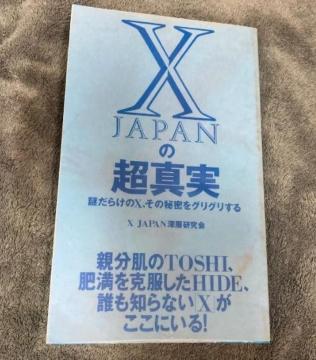 X
JAPAN
の
超真実
謎だらけのX、その秘密をグリグリする
X JAPAN深層研究会
親分肌のTOSHI、
肥満を克服したHIDE、
誰も知らない〈X〉が
ここにいる!